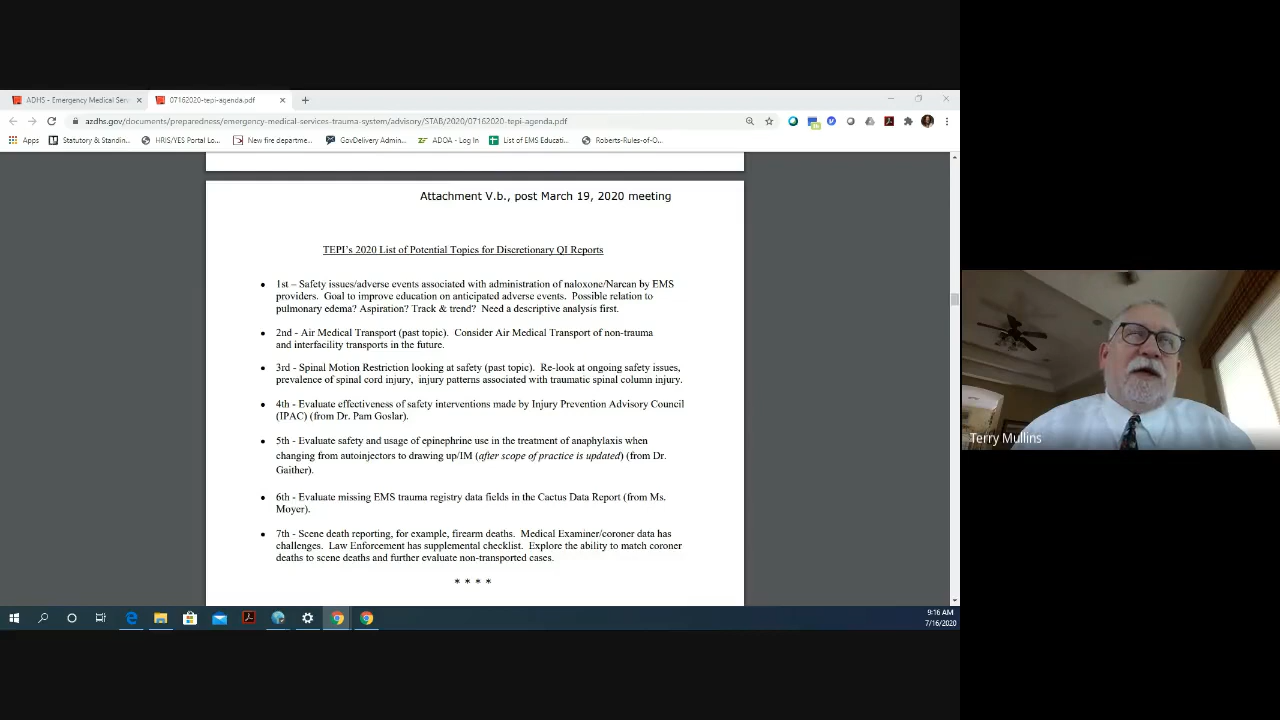 ADHS - Emergency Medical Serv
07162020-tepi-agenda.pdf
azdhs.gov/documents/preparedness/emergency-medical-services-trauma-system/advisory/STAB/2020/07162020-tepi-agenda.pdf
Apps
Statutory & Standin...
HRIS/YES Portal Lo...
New fire departme...
GovDelivery Admin...
ADOA - Log In
List of EMS Educati...
Roberts-Rules-of-O...
Attachment V.b., post March 19, 2020 meeting
TEPI's 2020 List of Potential Topics for Discretionary QI Reports
• 1st – Safety issues/adverse events associated with administration of naloxone/Narcan by EMS
providers. Goal to improve education on anticipated adverse events. Possible relation to
pulmonary edema? Aspiration? Track & trend? Need a descriptive analysis first.
• 2nd - Air Medical Transport (past topic). Consider Air Medical Transport of non-trauma
and interfacility transports in the future.
• 3rd - Spinal Motion Restriction looking at safety (past topic). Re-look at ongoing safety issues,
prevalence of spinal cord injury, injury patterns associated with traumatic spinal column injury.
• 4th - Evaluate effectiveness of safety interventions made by Injury Prevention Advisory Council
(IPAC) (from Dr. Pam Goslar).
• 5th - Evaluate safety and usage of epinephrine use in the treatment of anaphylaxis when
changing from autoinjectors to drawing up/IM (after scope of practice is updated) (from Dr.
Gaither).
• 6th - Evaluate missing EMS trauma registry data fields in the Cactus Data Report (from Ms.
Moyer).
• 7th - Scene death reporting, for example, firearm deaths. Medical Examiner/coroner data has
challenges. Law Enforcement has supplemental checklist. Explore the ability to match coroner
deaths to scene deaths and further evaluate non-transported cases.
* * * *
Terry Mullins
9:16 AM
7/16/2020